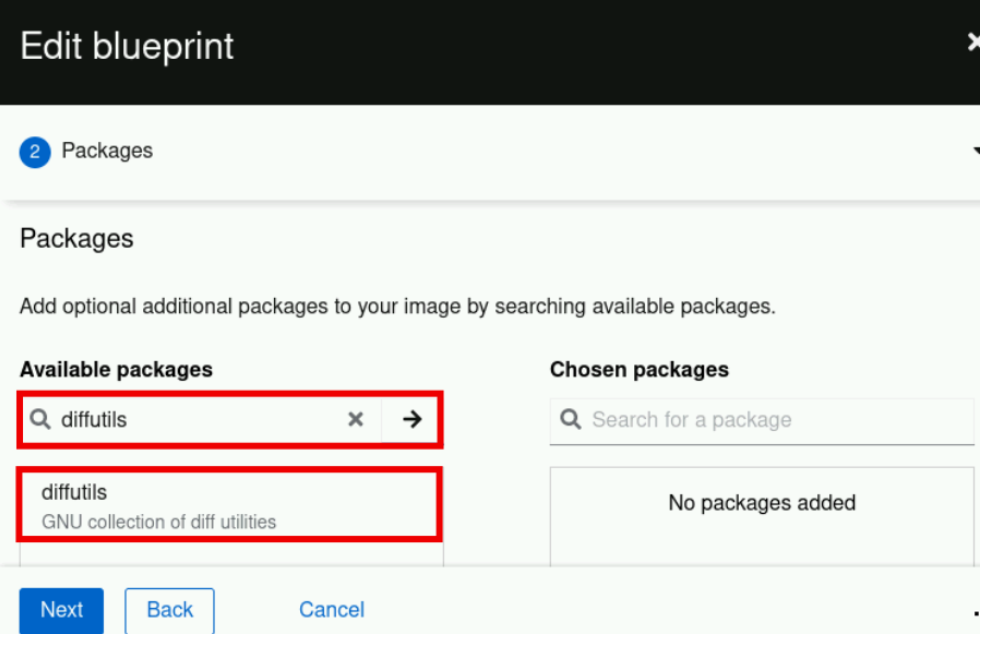 Edit blueprint
2 Packages
Packages
Add optional additional packages to your image by searching available packages.
Available packages
diffutils
diffutils
GNU collection of diff utilities
Chosen packages
Search for a package
No packages added
Next
Back
Cancel